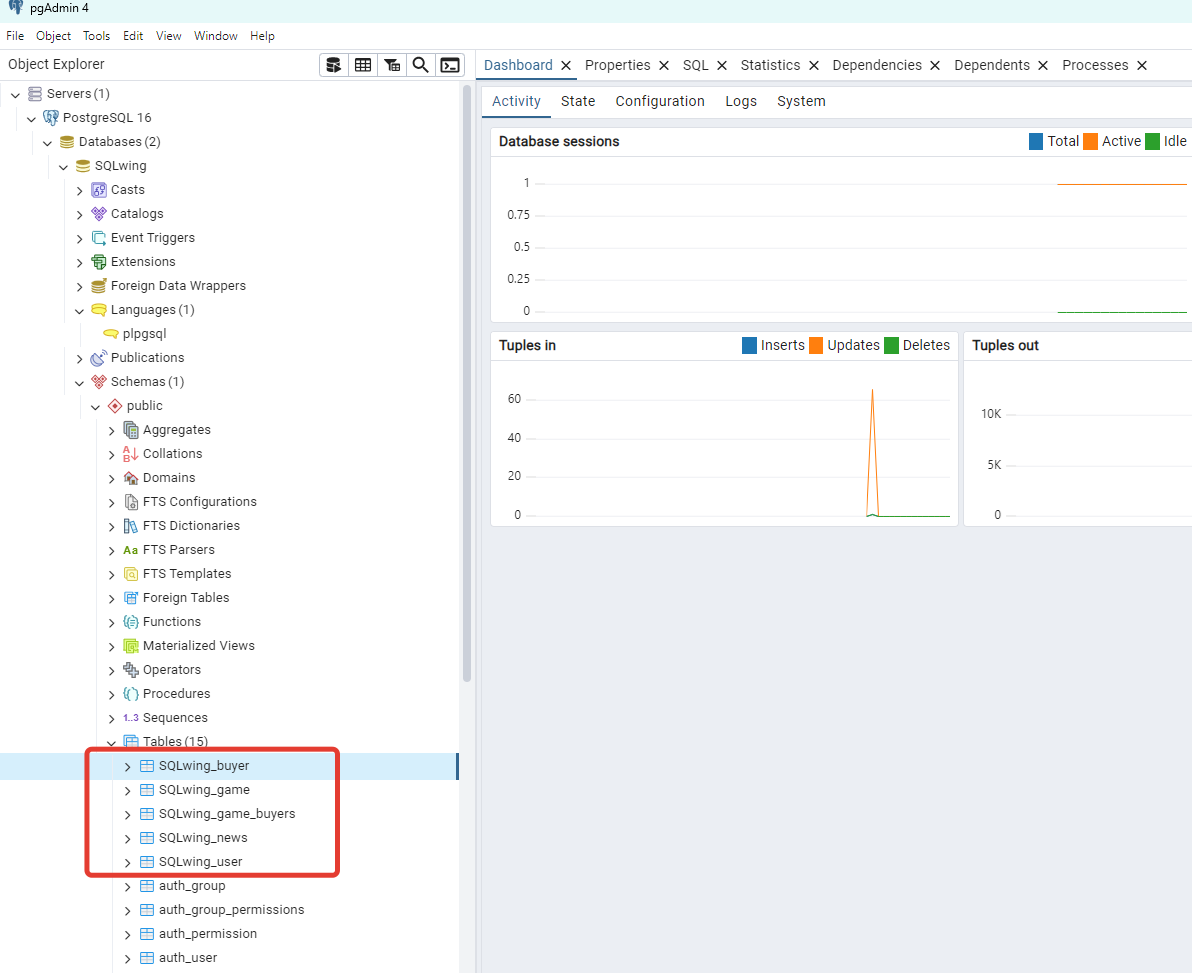 pgAdmin 4
File Object Tools Edit View Window Help
Object Explorer
Servers (1)
PostgreSQL 16
Databases (2)
SQLwing
Casts
Catalogs
Event Triggers
Extensions
Foreign Data Wrappers
Languages (1)
plpgsql
Publications
Schemas (1)
public
Aggregates
Collations
Domains
FTS Configurations
FTS Dictionaries
Aa FTS Parsers
FTS Templates
Foreign Tables
Functions
Materialized Views
Operators
Procedures
1..3 Sequences
Tables (15)
SQLwing_buyer
SQLwing_game
SQLwing_game_buyers
SQLwing_news
SQLwing_user
auth_group
auth_group_permissions
auth_permission
auth_user
Dashboard Properties SQL Statistics Dependencies Dependents Processes
Activity State Configuration Logs System
Database sessions Total Active Idle
1
0.75
0.5
0.25
0
Tuples in Inserts Updates Deletes
60
40
20
0
Tuples out
10K
5K
0